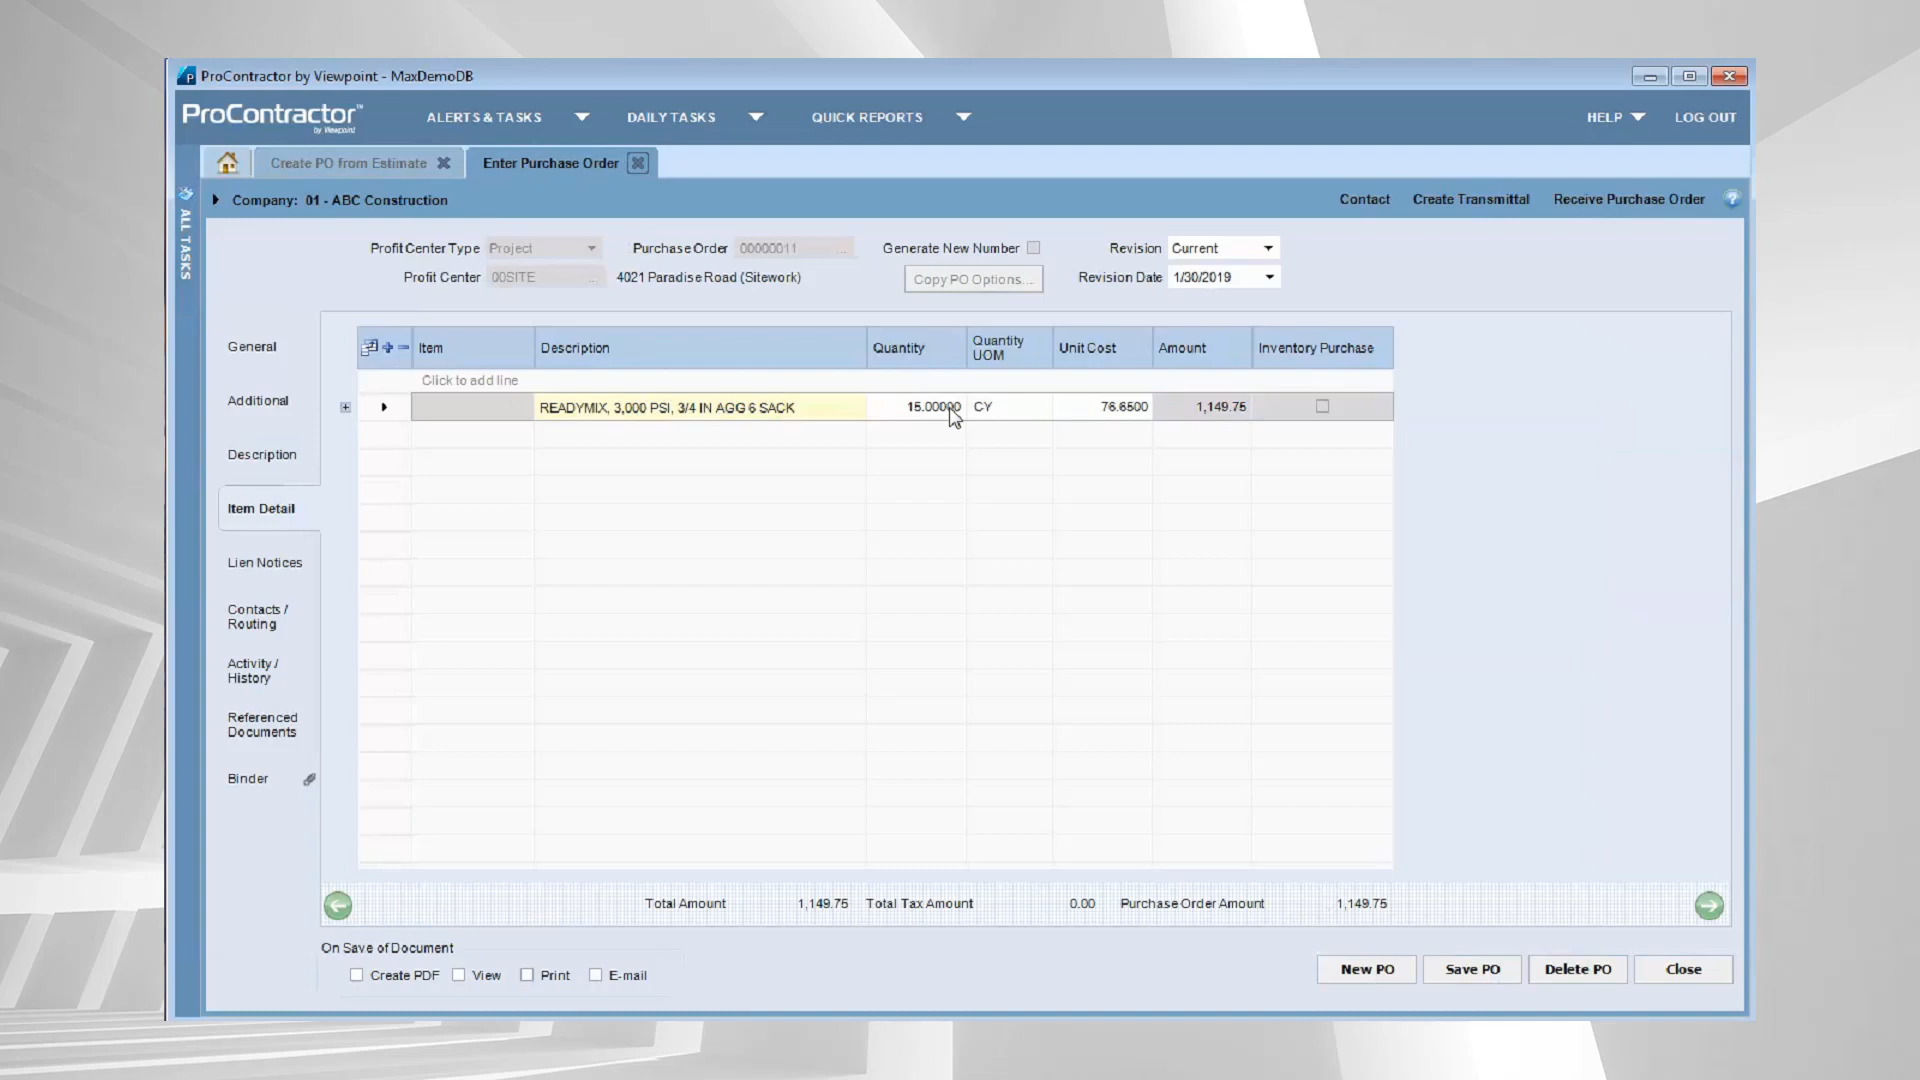 ProContractor by Viewpoint - MaxDemoDB
ProContractor™
by Viewpoint
ALERTS & TASKS
DAILY TASKS
QUICK REPORTS
HELP
LOG OUT
Create PO from Estimate
Enter Purchase Order
ALL TASKS
Company: 01 - ABC Construction
Contact
Create Transmittal
Receive Purchase Order
?
Profit Center Type Project
Purchase Order 00000011 ...
Generate New Number
Revision Current
Profit Center 00SITE ...
4021 Paradise Road (Sitework)
Copy PO Options...
Revision Date 1/30/2019
General
Additional
Description
Item Detail
Lien Notices
Contacts /
Routing
Activity /
History
Referenced
Documents
Binder
Item
Description
Quantity
Quantity
UOM
Unit Cost
Amount
Inventory Purchase
Click to add line
READYMIX, 3,000 PSI, 3/4 IN AGG 6 SACK 15.00000 CY 76.6500 1,149.75
Total Amount 1,149.75 Total Tax Amount 0.00 Purchase Order Amount 1,149.75
On Save of Document
Create PDF View Print E-mail
New PO
Save PO
Delete PO
Close